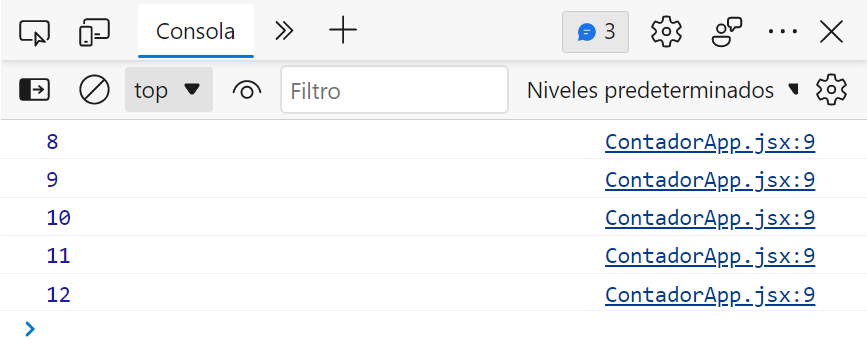 Consola 3
top Filtro Niveles predeterminados
8 ContadorApp.jsx:9
9 ContadorApp.jsx:9
10 ContadorApp.jsx:9
11 ContadorApp.jsx:9
12 ContadorApp.jsx:9